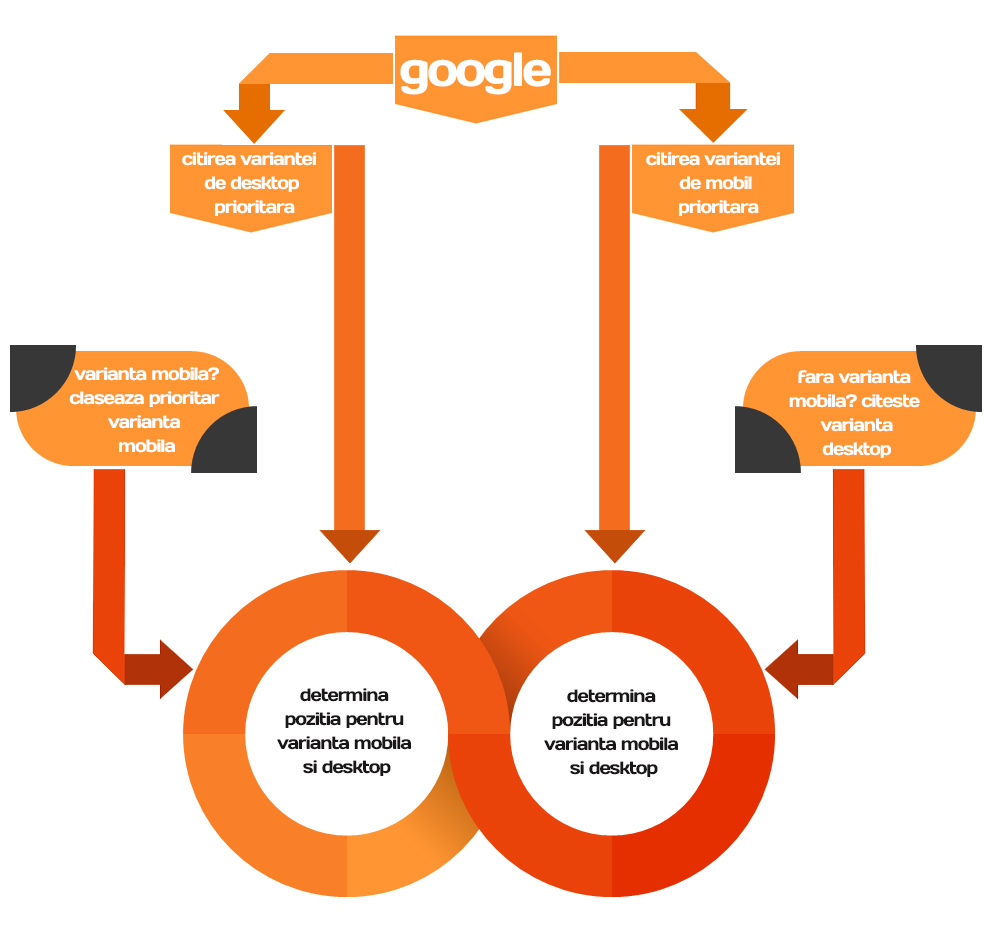 google
citirea variantei
de desktop
prioritara
citirea variantei
de mobil
prioritara
varianta mobila?
claseaza prioritar
varianta
mobila
fara varianta
mobila? citeste
varianta
desktop
determina
pozitia pentru
varianta mobila
si desktop
determina
pozitia pentru
varianta mobila
si desktop